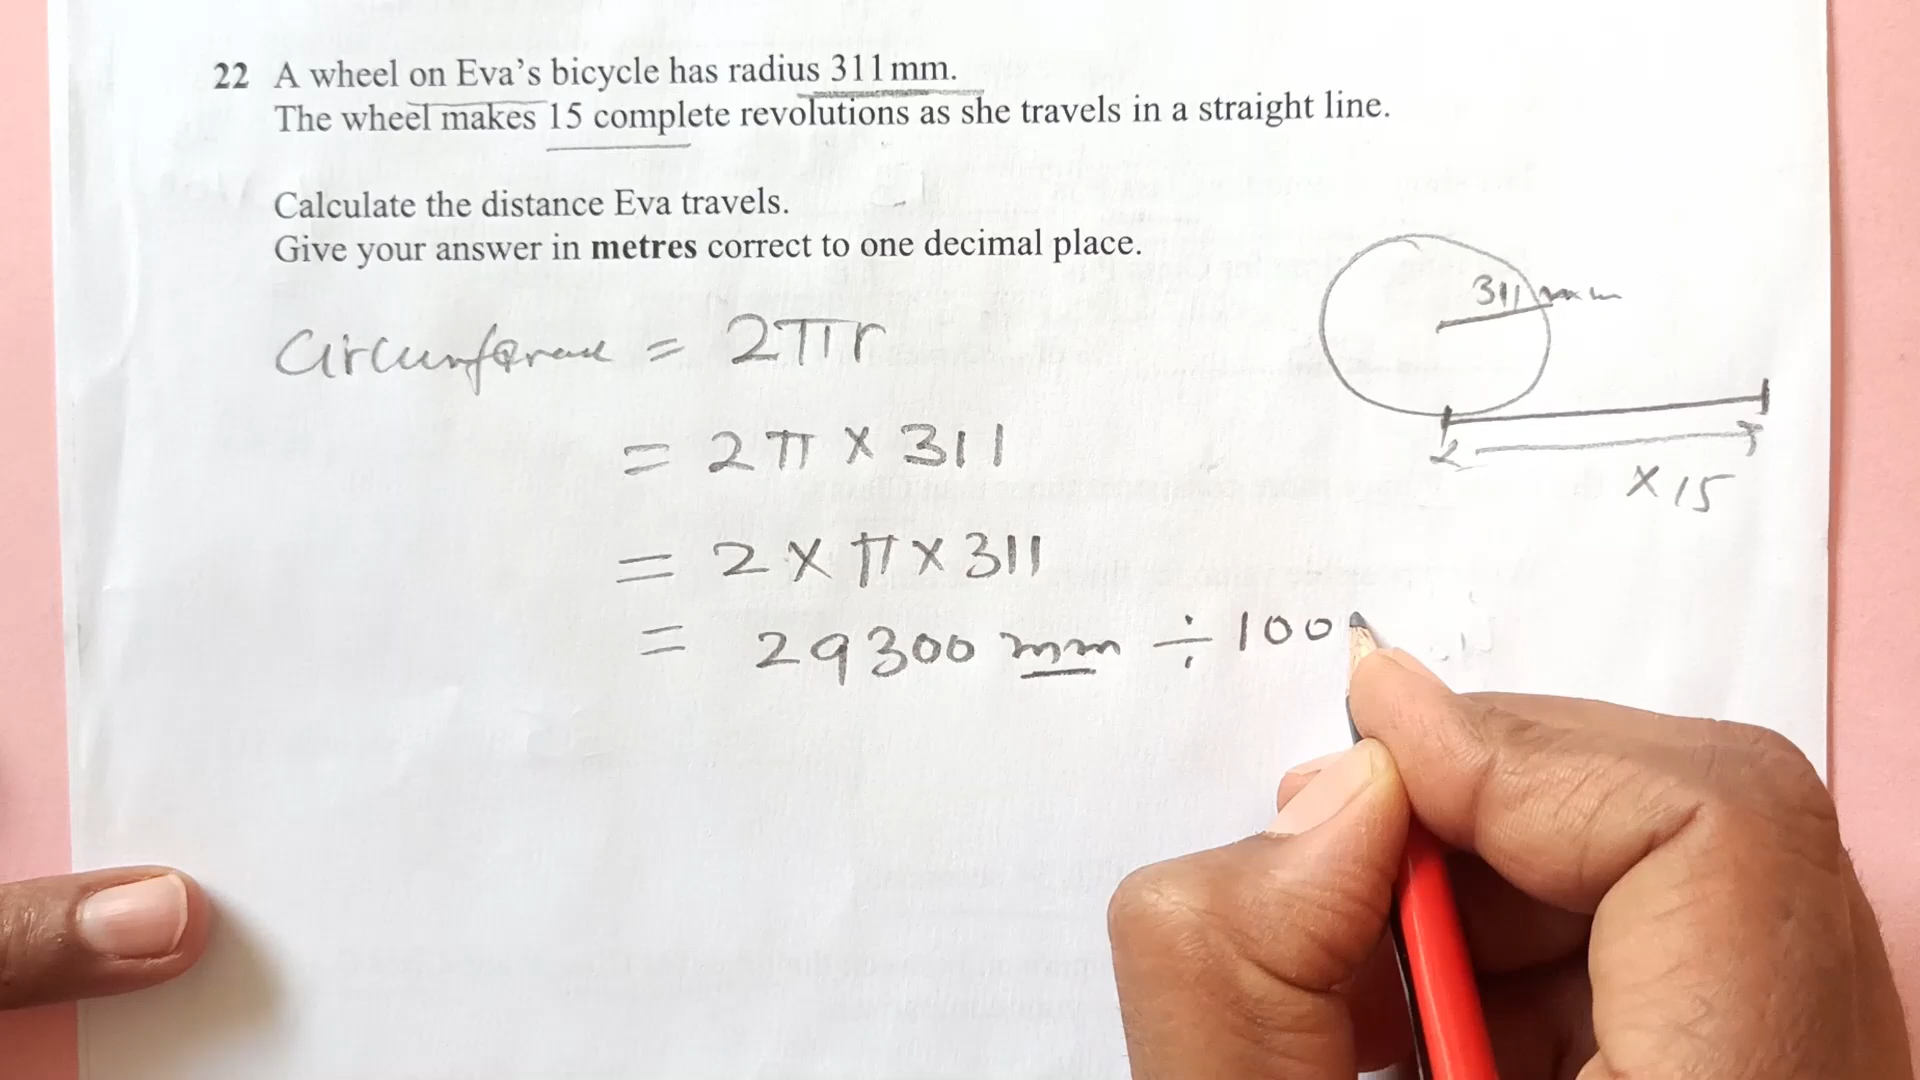 22 A wheel on Eva's bicycle has radius 311 mm.
The wheel makes 15 complete revolutions as she travels in a straight line.
Calculate the distance Eva travels.
Give your answer in metres correct to one decimal place.
311 mm
= 2πr
= 2π × 311
× 15
= 2 × π × 311
= 29300 mm ÷ 100